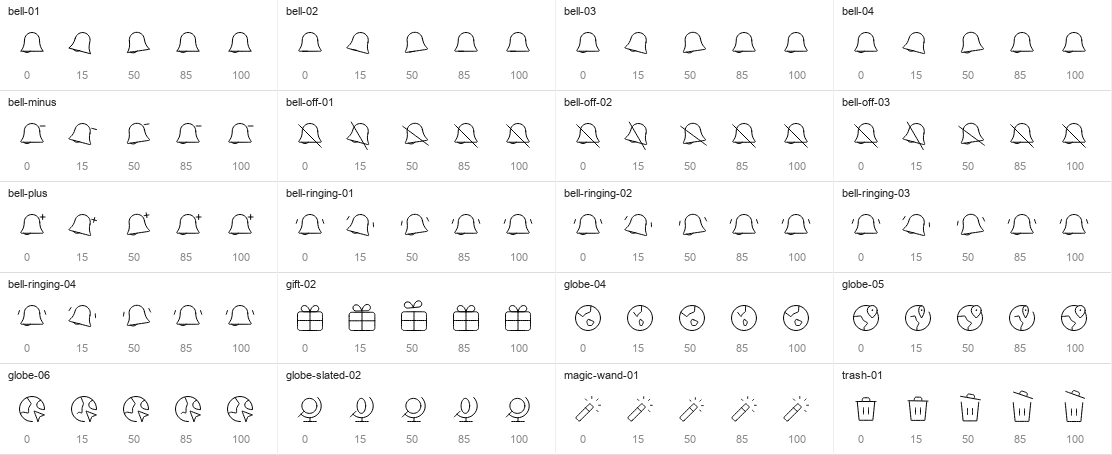 bell-01 bell-02 bell-03 bell-04
0 15 50 85 100 0 15 50 85 100 0 15 50 85 100 0 15 50 85 100
bell-minus bell-off-01 bell-off-02 bell-off-03
0 15 50 85 100 0 15 50 85 100 0 15 50 85 100 0 15 50 85 100
bell-plus bell-ringing-01 bell-ringing-02 bell-ringing-03
0 15 50 85 100 0 15 50 85 100 0 15 50 85 100 0 15 50 85 100
bell-ringing-04 gift-02 globe-04 globe-05
0 15 50 85 100 0 15 50 85 100 0 15 50 85 100 0 15 50 85 100
globe-06 globe-slated-02 magic-wand-01 trash-01
0 15 50 85 100 0 15 50 85 100 0 15 50 85 100 0 15 50 85 100